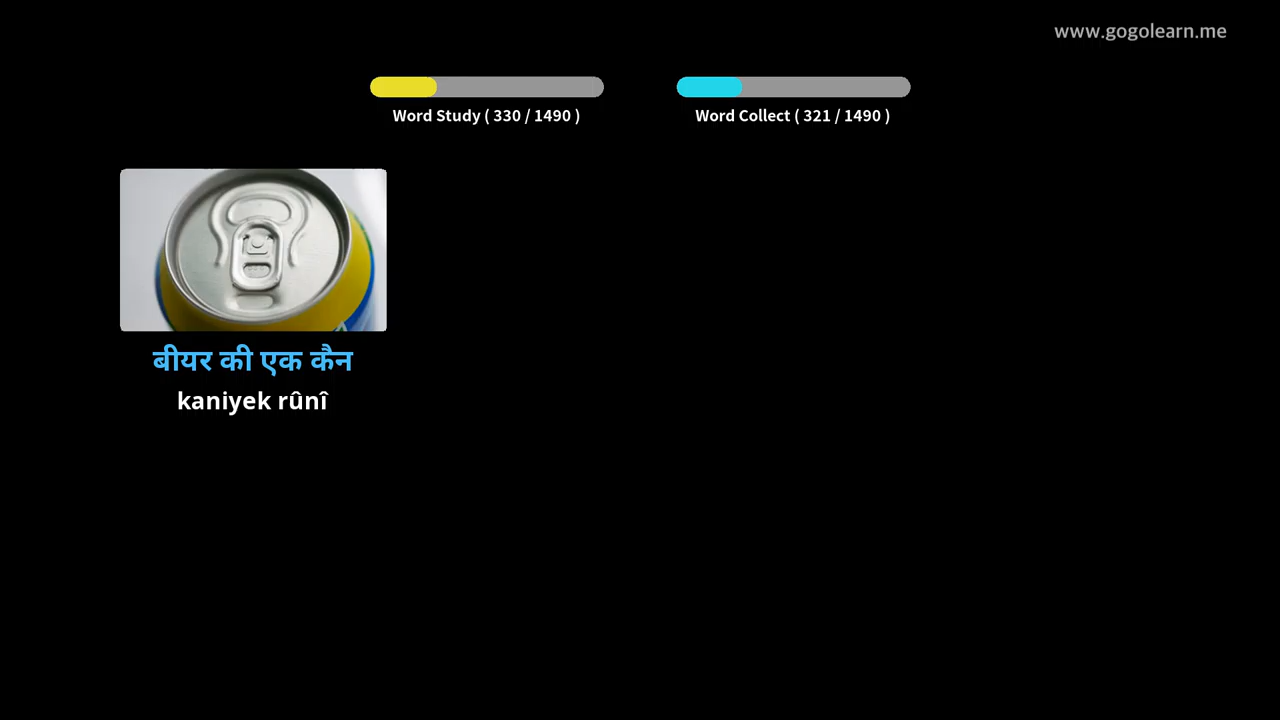 www.gogolearn.me
Word Study ( 330 / 1490 )
Word Collect ( 321 / 1490 )
बीयर की एक कैन
kaniyek rûnî